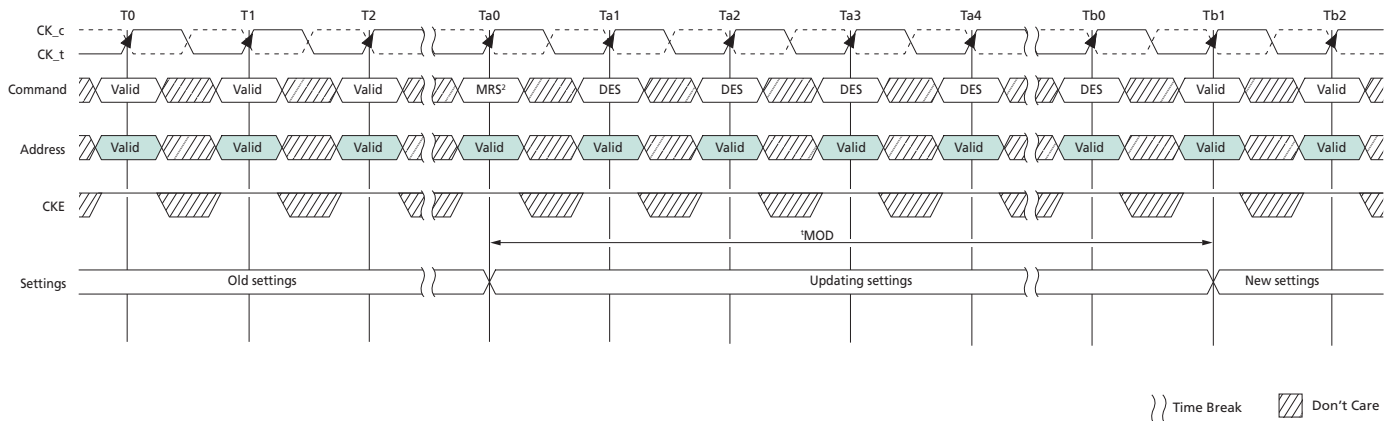 T0 T1 T2 Ta0 Ta1 Ta2 Ta3 Ta4 Tb0 Tb1 Tb2
CK_c
CK_t
Command Valid Valid Valid MRS² DES DES DES DES DES Valid Valid
Address Valid Valid Valid Valid Valid Valid Valid Valid Valid Valid Valid
CKE
ᵗMOD
Settings Old settings Updating settings New settings
Time Break Don't Care